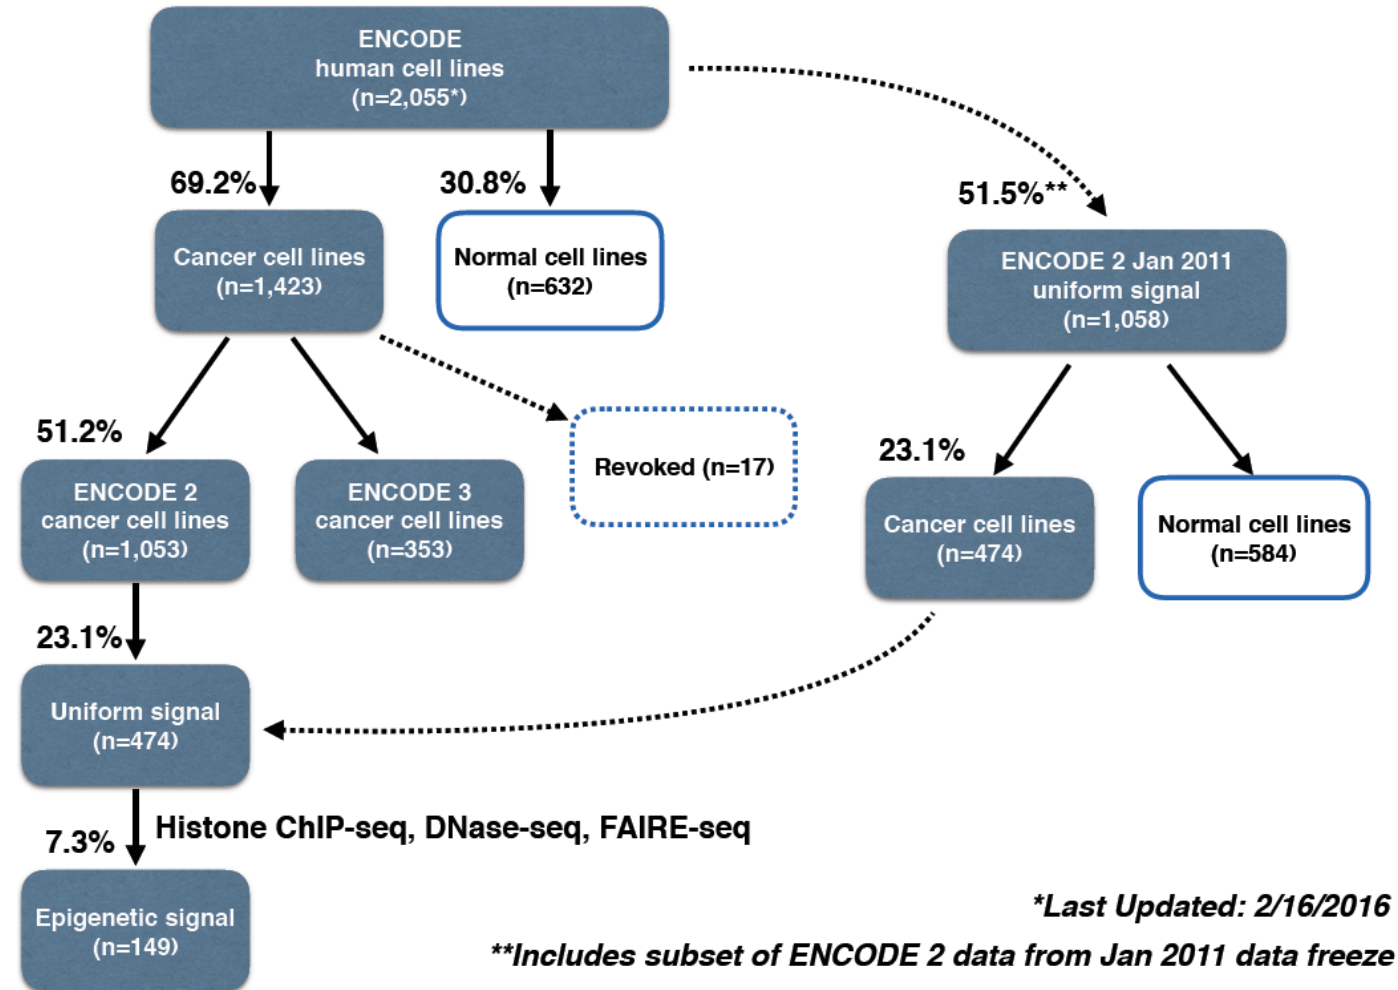 ENCODE
human cell lines
(n=2,055*)
69.2%
30.8%
51.5%**
Cancer cell lines
(n=1,423)
Normal cell lines
(n=632)
ENCODE 2 Jan 2011
uniform signal
(n=1,058)
51.2%
23.1%
ENCODE 2
cancer cell lines
(n=1,053)
ENCODE 3
cancer cell lines
(n=353)
Revoked (n=17)
Cancer cell lines
(n=474)
Normal cell lines
(n=584)
23.1%
Uniform signal
(n=474)
7.3%
Histone ChIP-seq, DNase-seq, FAIRE-seq
Epigenetic signal
(n=149)
*Last Updated: 2/16/2016
**Includes subset of ENCODE 2 data from Jan 2011 data freeze